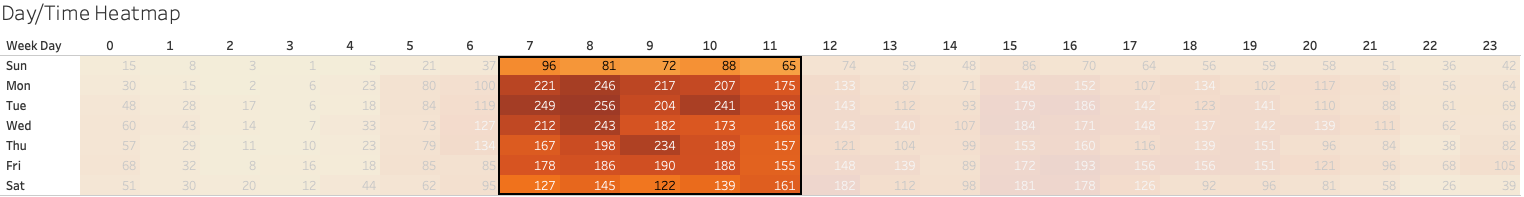 Day/Time Heatmap
Week Day 0 1 2 3 4 5 6 7 8 9 10 11 12 13 14 15 16 17 18 19 20 21 22 23
Sun 15 8 3 1 5 21 37 96 81 72 88 65 74 59 48 86 70 64 56 59 58 51 36 42
Mon 30 15 2 6 23 80 100 221 246 217 207 175 133 87 71 148 152 107 134 102 117 98 56 64
Tue 48 28 17 6 18 84 119 249 256 204 241 198 143 112 93 179 186 142 123 141 110 88 61 69
Wed 60 43 14 7 33 73 127 212 243 182 173 168 143 140 107 184 171 148 137 142 139 111 62 66
Thu 57 29 11 10 23 79 134 167 198 234 189 157 121 104 99 153 160 116 139 151 96 84 38 82
Fri 68 32 8 16 18 85 85 178 186 190 188 155 148 139 89 172 193 156 156 151 121 96 68 105
Sat 51 30 20 12 44 62 95 127 145 122 139 161 182 112 98 181 178 126 92 96 81 58 26 39